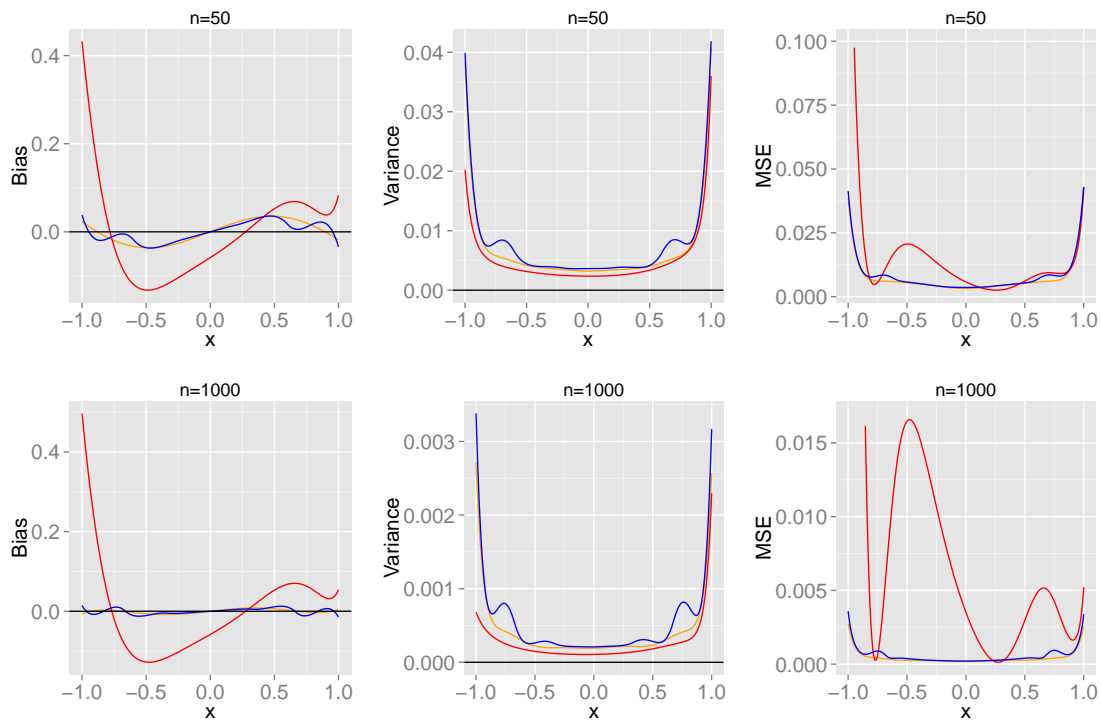 n=50
Bias
0.4
0.2
0.0
−1.0 −0.5 0.0 0.5 1.0
x
n=50
Variance
0.04
0.03
0.02
0.01
0.00
−1.0 −0.5 0.0 0.5 1.0
x
n=50
MSE
0.100
0.075
0.050
0.025
0.000
−1.0 −0.5 0.0 0.5 1.0
x
n=1000
Bias
0.4
0.2
0.0
−1.0 −0.5 0.0 0.5 1.0
x
n=1000
Variance
0.003
0.002
0.001
0.000
−1.0 −0.5 0.0 0.5 1.0
x
n=1000
MSE
0.015
0.010
0.005
0.000
−1.0 −0.5 0.0 0.5 1.0
x